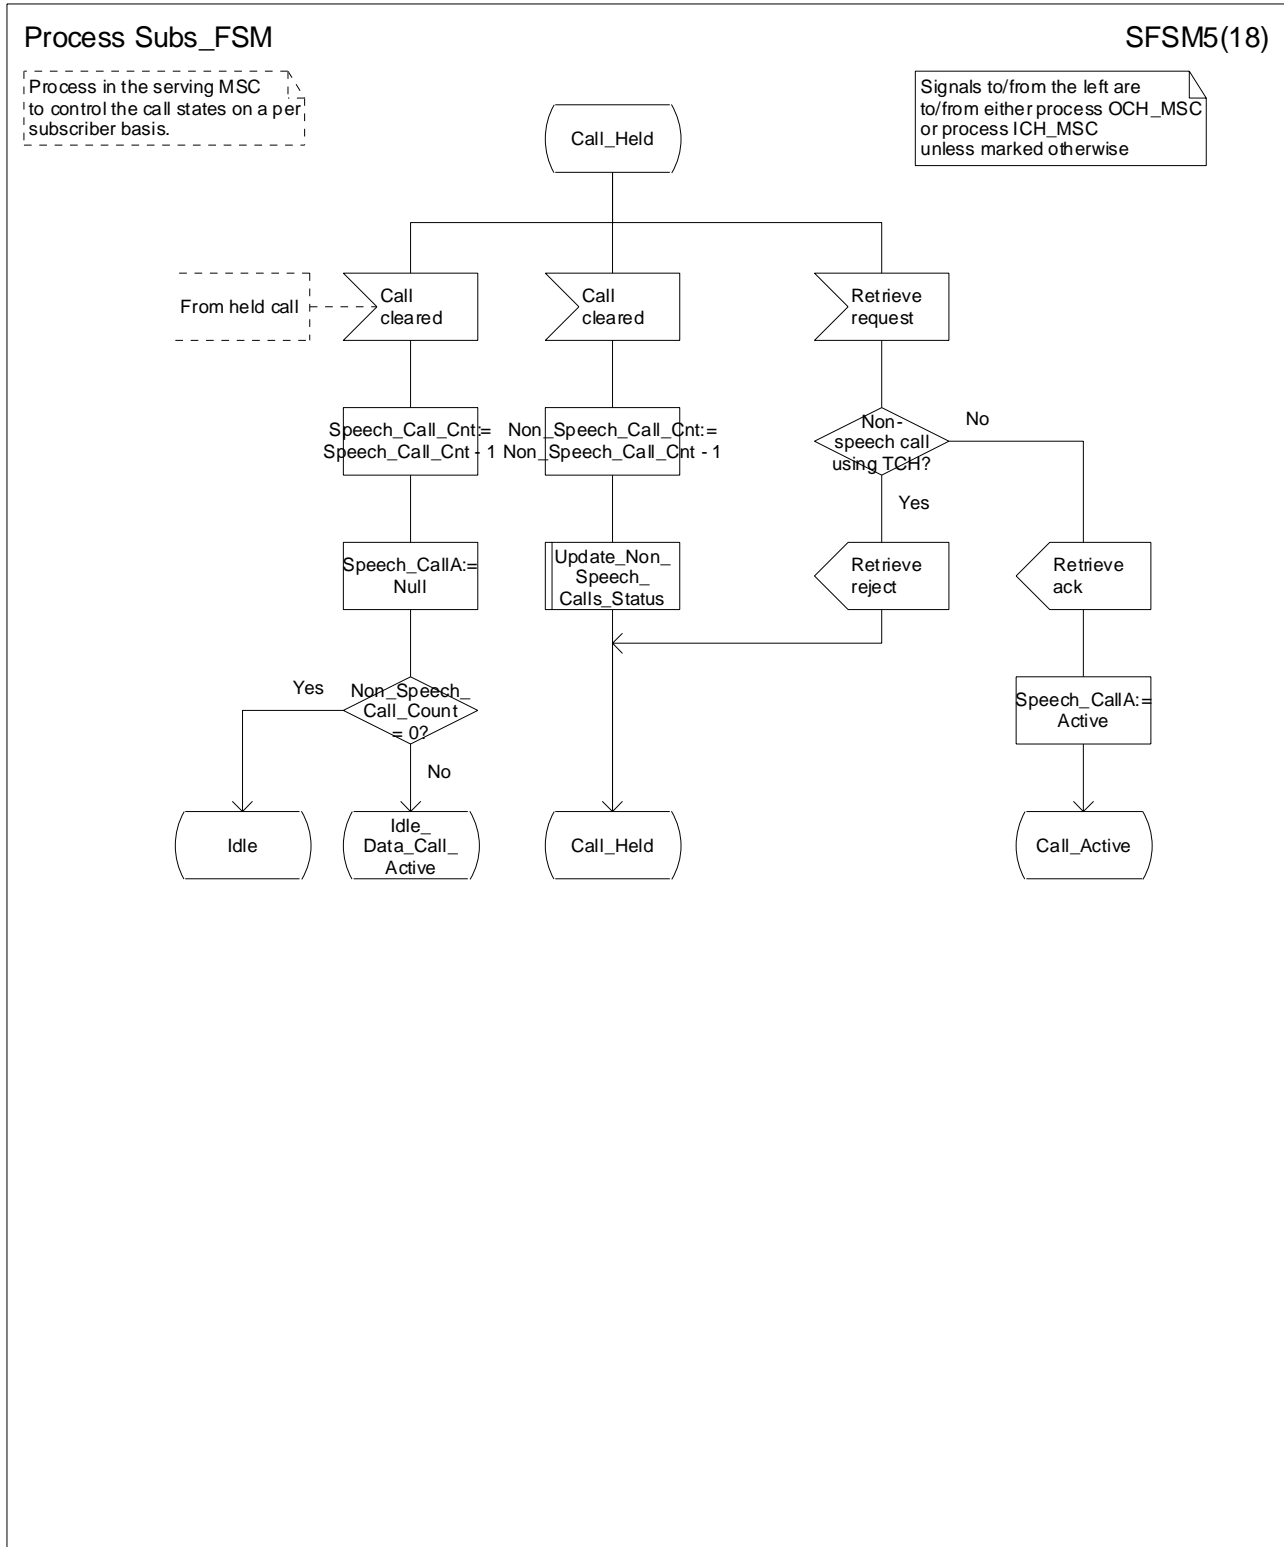 Process Subs_FSM
SFSM5(18)
Process in the serving MSC
to control the call states on a per
subscriber basis.
Signals to/from the left are
to/from either process OCH_MSC
or process ICH_MSC
unless marked otherwise
Call_Held
From held call
Call
cleared
Call
cleared
Retrieve
request
Speech_Call_Cnt:=
Speech_Call_Cnt - 1
Non_Speech_Call_Cnt:=
Non_Speech_Call_Cnt - 1
Non-
speech call
using TCH?
No
Yes
Speech_CallA:=
Null
Update_Non_
Speech_
Calls_Status
Retrieve
reject
Retrieve
ack
Yes
Non_Speech_
Call_Count
= 0?
No
Speech_CallA:=
Active
Idle
Idle_
Data_Call_
Active
Call_Held
Call_Active